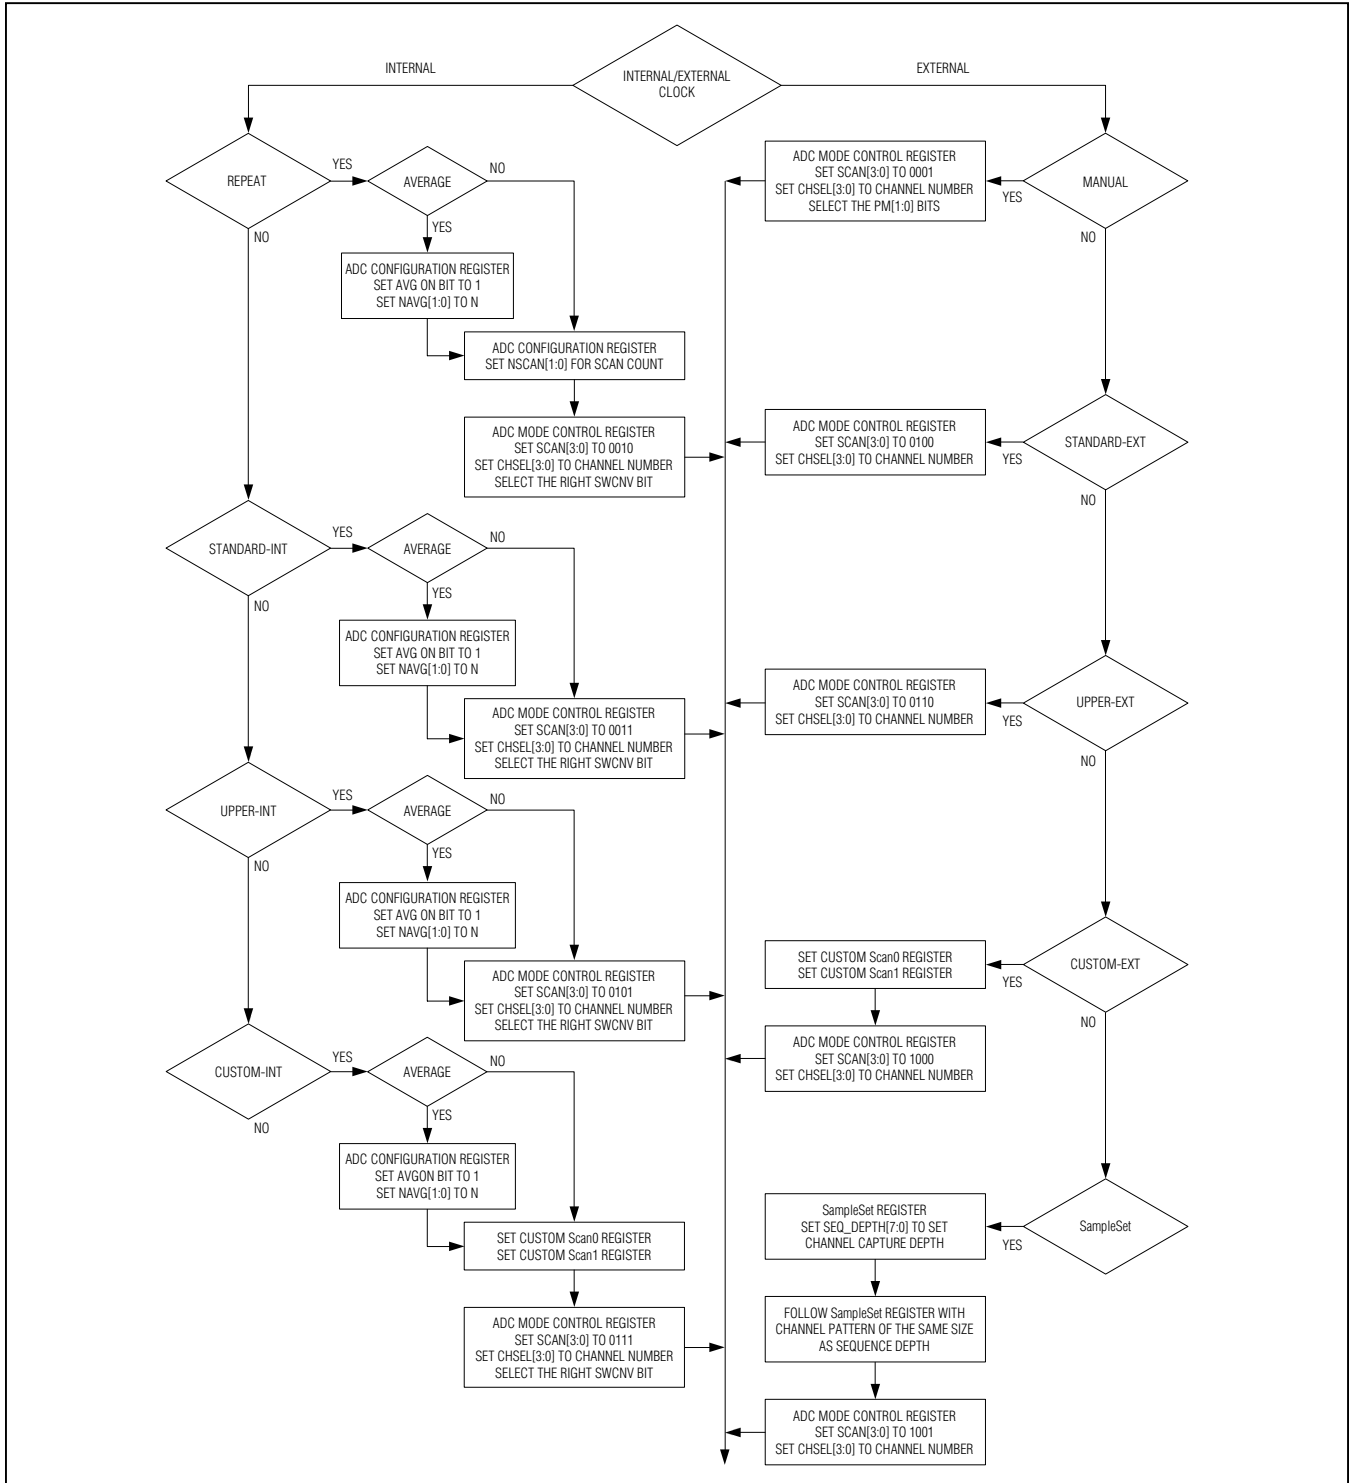 INTERNAL/EXTERNAL
CLOCK
INTERNAL
EXTERNAL
REPEAT
YES
NO
AVERAGE
NO
YES
ADC CONFIGURATION REGISTER
SET AVG ON BIT TO 1
SET NAVG[1:0] TO N
ADC CONFIGURATION REGISTER
SET NSCAN[1:0] FOR SCAN COUNT
ADC MODE CONTROL REGISTER
SET SCAN[3:0] TO 0010
SET CHSEL[3:0] TO CHANNEL NUMBER
SELECT THE RIGHT SWCNV BIT
STANDARD-INT
YES
NO
AVERAGE
NO
YES
ADC CONFIGURATION REGISTER
SET AVG ON BIT TO 1
SET NAVG[1:0] TO N
ADC MODE CONTROL REGISTER
SET SCAN[3:0] TO 0011
SET CHSEL[3:0] TO CHANNEL NUMBER
SELECT THE RIGHT SWCNV BIT
UPPER-INT
YES
NO
AVERAGE
NO
YES
ADC CONFIGURATION REGISTER
SET AVG ON BIT TO 1
SET NAVG[1:0] TO N
ADC MODE CONTROL REGISTER
SET SCAN[3:0] TO 0101
SET CHSEL[3:0] TO CHANNEL NUMBER
SELECT THE RIGHT SWCNV BIT
CUSTOM-INT
YES
NO
AVERAGE
NO
YES
ADC CONFIGURATION REGISTER
SET AVGON BIT TO 1
SET NAVG[1:0] TO N
SET CUSTOM Scan0 REGISTER
SET CUSTOM Scan1 REGISTER
ADC MODE CONTROL REGISTER
SET SCAN[3:0] TO 0111
SET CHSEL[3:0] TO CHANNEL NUMBER
SELECT THE RIGHT SWCNV BIT
MANUAL
YES
NO
ADC MODE CONTROL REGISTER
SET SCAN[3:0] TO 0001
SET CHSEL[3:0] TO CHANNEL NUMBER
SELECT THE PM[1:0] BITS
STANDARD-EXT
YES
NO
ADC MODE CONTROL REGISTER
SET SCAN[3:0] TO 0100
SET CHSEL[3:0] TO CHANNEL NUMBER
UPPER-EXT
YES
NO
ADC MODE CONTROL REGISTER
SET SCAN[3:0] TO 0110
SET CHSEL[3:0] TO CHANNEL NUMBER
CUSTOM-EXT
YES
NO
SET CUSTOM Scan0 REGISTER
SET CUSTOM Scan1 REGISTER
ADC MODE CONTROL REGISTER
SET SCAN[3:0] TO 1000
SET CHSEL[3:0] TO CHANNEL NUMBER
SampleSet
YES
SampleSet REGISTER
SET SEQ_DEPTH[7:0] TO SET
CHANNEL CAPTURE DEPTH
FOLLOW SampleSet REGISTER WITH
CHANNEL PATTERN OF THE SAME SIZE
AS SEQUENCE DEPTH
ADC MODE CONTROL REGISTER
SET SCAN[3:0] TO 1001
SET CHSEL[3:0] TO CHANNEL NUMBER